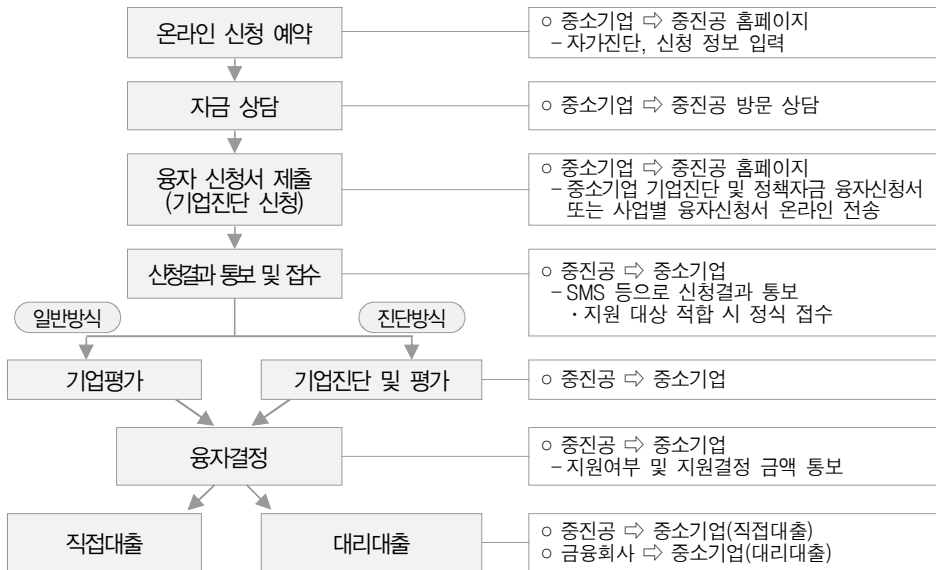 온라인 신청 예약
○ 중소기업 ⇨ 중진공 홈페이지
– 자가진단, 신청 정보 입력
자금 상담
○ 중소기업 ⇨ 중진공 방문 상담
융자 신청서 제출
(기업진단 신청)
○ 중소기업 ⇨ 중진공 홈페이지
– 중소기업 기업진단 및 정책자금 융자신청서
또는 사업별 융자신청서 온라인 전송
신청결과 통보 및 접수
○ 중진공 ⇨ 중소기업
– SMS 등으로 신청결과 통보
· 지원 대상 적합 시 정식 접수
일반방식
진단방식
기업평가
기업진단 및 평가
○ 중진공 ⇨ 중소기업
융자결정
○ 중진공 ⇨ 중소기업
– 지원여부 및 지원결정 금액 통보
직접대출
대리대출
○ 중진공 ⇨ 중소기업(직접대출)
○ 금융회사 ⇨ 중소기업(대리대출)